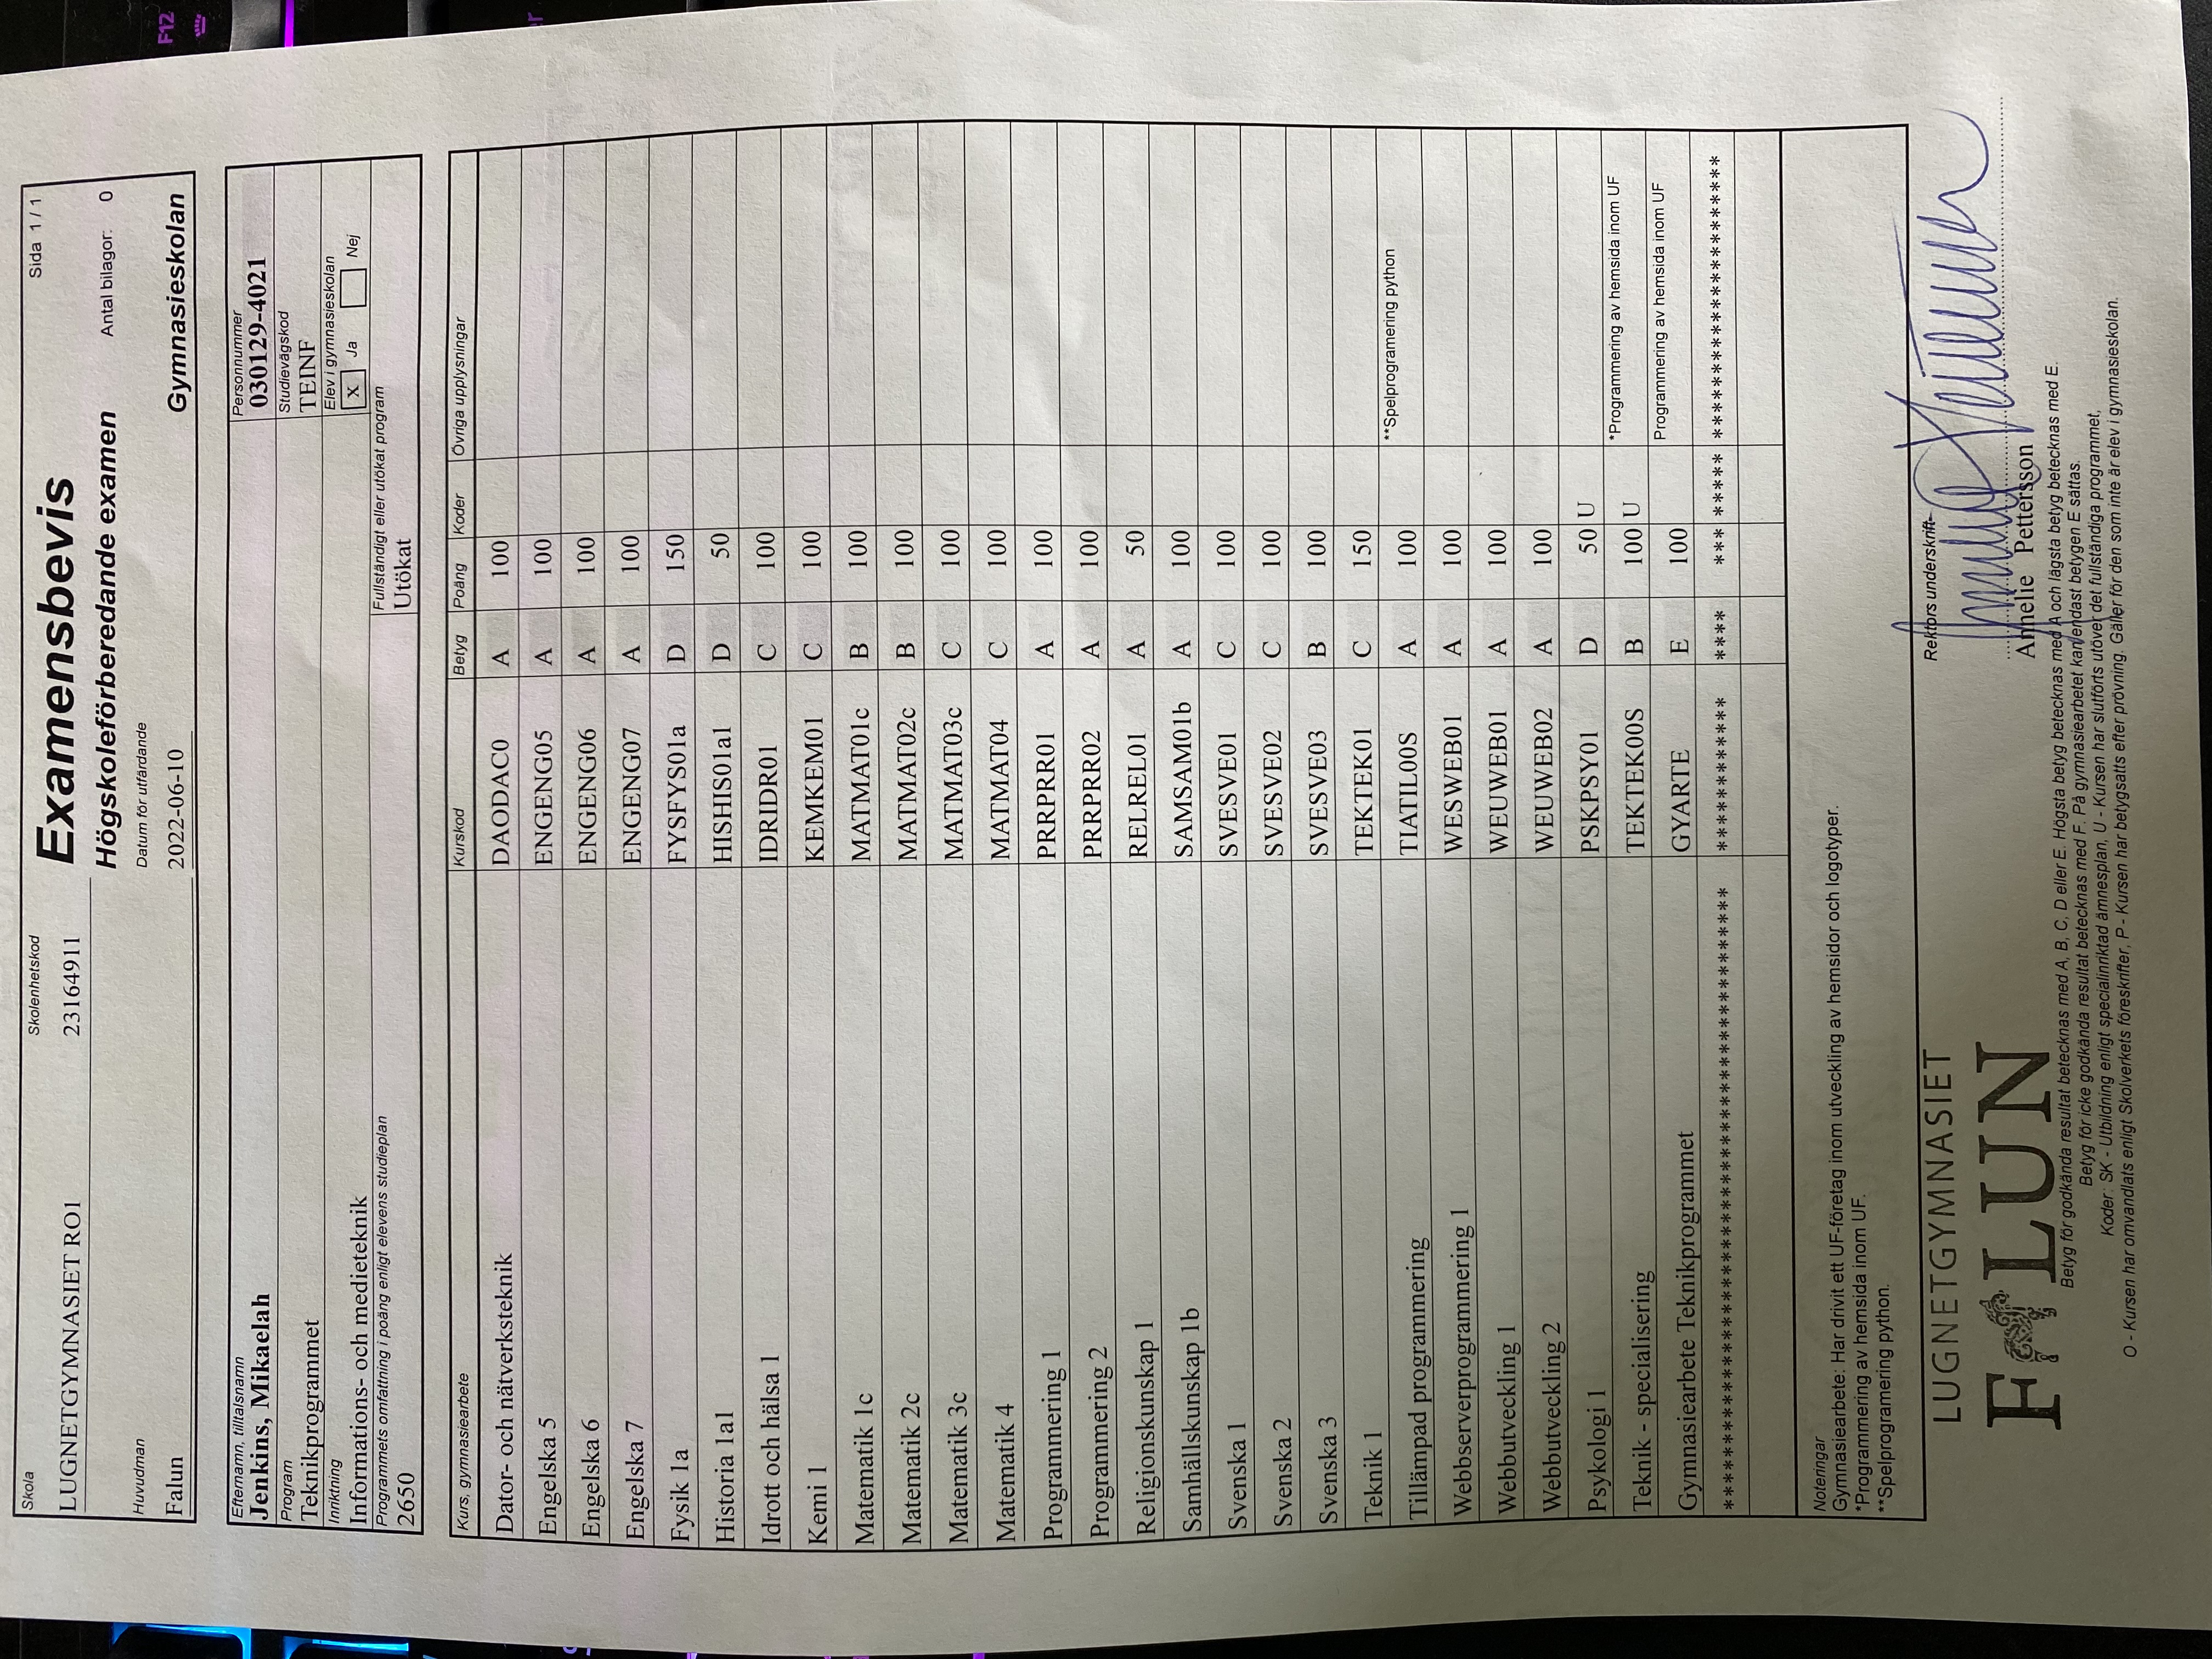 Skola
Skolenhetskod
Examensbevis
Sida 1 / 1
LUGNETGYMNASIET RO1
23164911
Högskoleförberedande examen
Antal bilagor: 0
Huvudman
Datum för utfärdande
Falun
2022-06-10
Gymnasieskolan
Efternamn, tilltalsnamn
Personnummer
Jenkins, Mikaelah
030129-4021
Program
Studievägskod
Teknikprogrammet
TEINF
Inriktning
Elev i gymnasieskolan
Informations- och medieteknik
X Ja Nej
Programmets omfattning i poäng enligt elevens studieplan
Fullständigt eller utökat program
2650
Utökat
Kurs, gymnasiearbete Kurskod Betyg Poäng Koder Övriga upplysningar
Dator- och nätverksteknik DAODAC0 A 100
Engelska 5 ENGENG05 A 100
Engelska 6 ENGENG06 A 100
Engelska 7 ENGENG07 A 100
Fysik 1a FYSFYS01a D 150
Historia 1a1 HISHIS01a1 D 50
Idrott och hälsa 1 IDRIDR01 C 100
Kemi 1 KEMKEM01 C 100
Matematik 1c MATMAT01c B 100
Matematik 2c MATMAT02c B 100
Matematik 3c MATMAT03c C 100
Matematik 4 MATMAT04 C 100
Programmering 1 PRRPRR01 A 100
Programmering 2 PRRPRR02 A 100
Religionskunskap 1 RELREL01 A 50
Samhällskunskap 1b SAMSAM01b A 100
Svenska 1 SVESVE01 C 100
Svenska 2 SVESVE02 C 100
Svenska 3 SVESVE03 B 100
Teknik 1 TEKTEK01 C 150
Tillämpad programmering TIATIL00S A 100 **Spelprogramering python
Webbserverprogrammering 1 WESWEB01 A 100
Webbutveckling 1 WEUWEB01 A 100
Webbutveckling 2 WEUWEB02 A 100
Psykologi 1 PSKPSY01 D 50 U
Teknik - specialisering TEKTEK00S B 100 U *Programmering av hemsida inom UF
Gymnasiearbete Teknikprogrammet GYARTE E 100 Programmering av hemsida inom UF
************************************************ ************ **** *** ***** **********************
Noteringar
Gymnasiearbete: Har drivit ett UF-företag inom utveckling av hemsidor och logotyper.
*Programmering av hemsida inom UF.
**Spelprogramering python.
LUGNETGYMNASIET
FALUN
Rektors underskrift
Annelie Pettersson
Betyg för godkända resultat betecknas med A, B, C, D eller E. Högsta betyg betecknas med A och lägsta betyg betecknas med E.
Betyg för icke godkända resultat betecknas med F. På gymnasiearbetet kan endast betygen E sättas.
Koder: SK - Utbildning enligt specialinriktad ämnesplan, U - Kursen har slutförts utöver det fullständiga programmet,
O - Kursen har omvandlats enligt Skolverkets föreskrifter, P - Kursen har betygsatts efter prövning. Gäller för den som inte är elev i gymnasieskolan.
F12